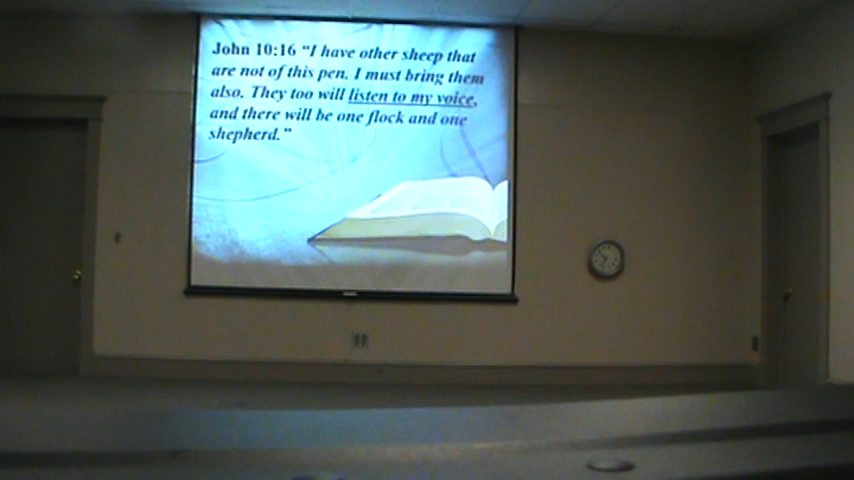 John 10:16 “I have other sheep that
are not of this pen. I must bring them
also. They too will listen to my voice,
and there will be one flock and one
shepherd.”